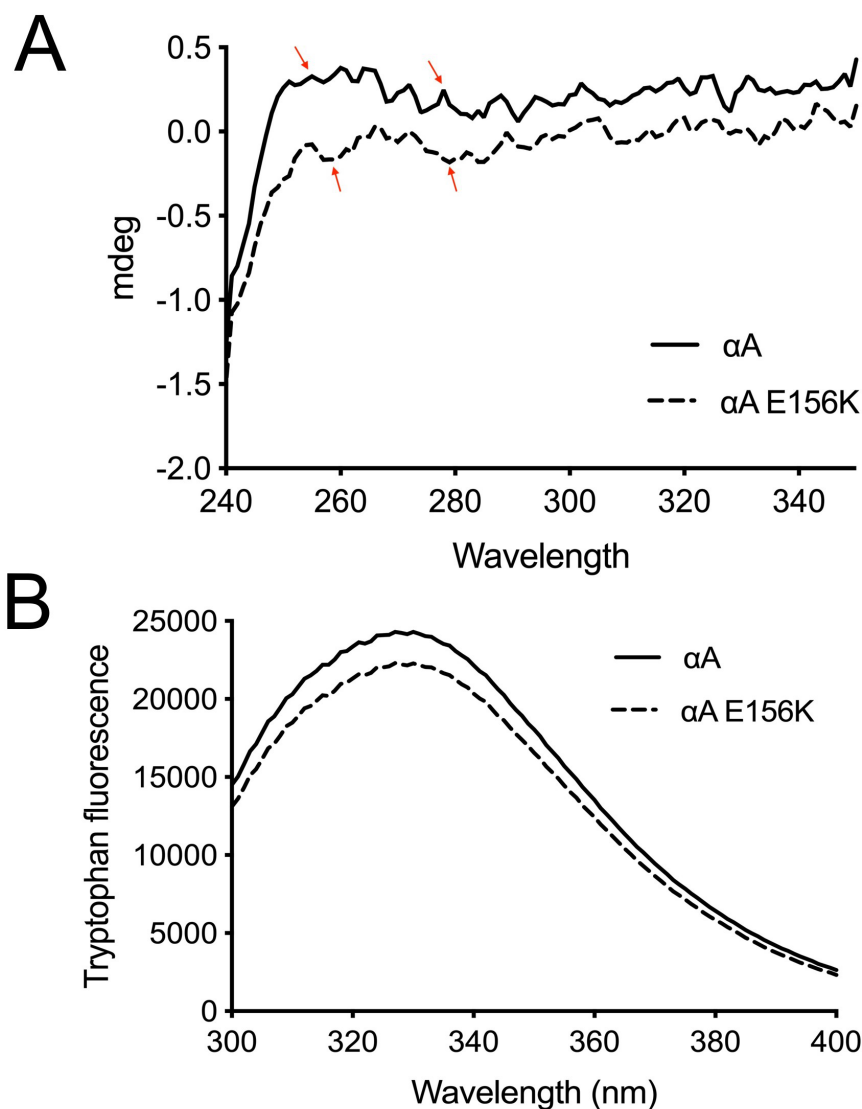 A
0.5
0.0
-0.5
-1.0
-1.5
-2.0
mdeg
αA
αA E156K
240 260 280 300 320 340
Wavelength
B
25000
20000
15000
10000
5000
0
Tryptophan fluorescence
αA
αA E156K
300 320 340 360 380 400
Wavelength (nm)